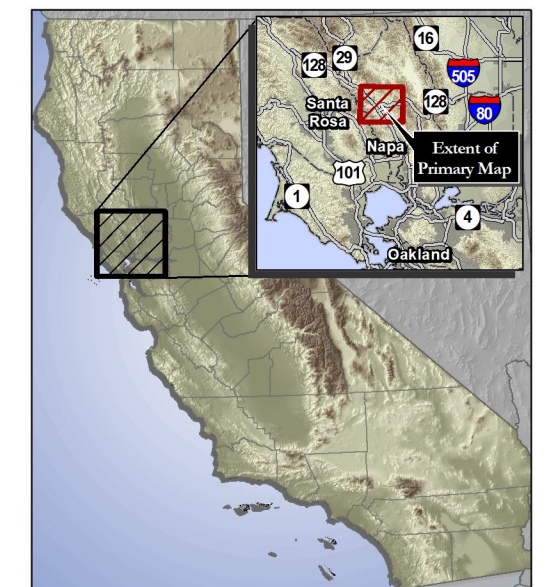 16
128
29
505
Santa
Rosa
128
80
Napa
Extent of
Primary Map
101
1
4
Oakland